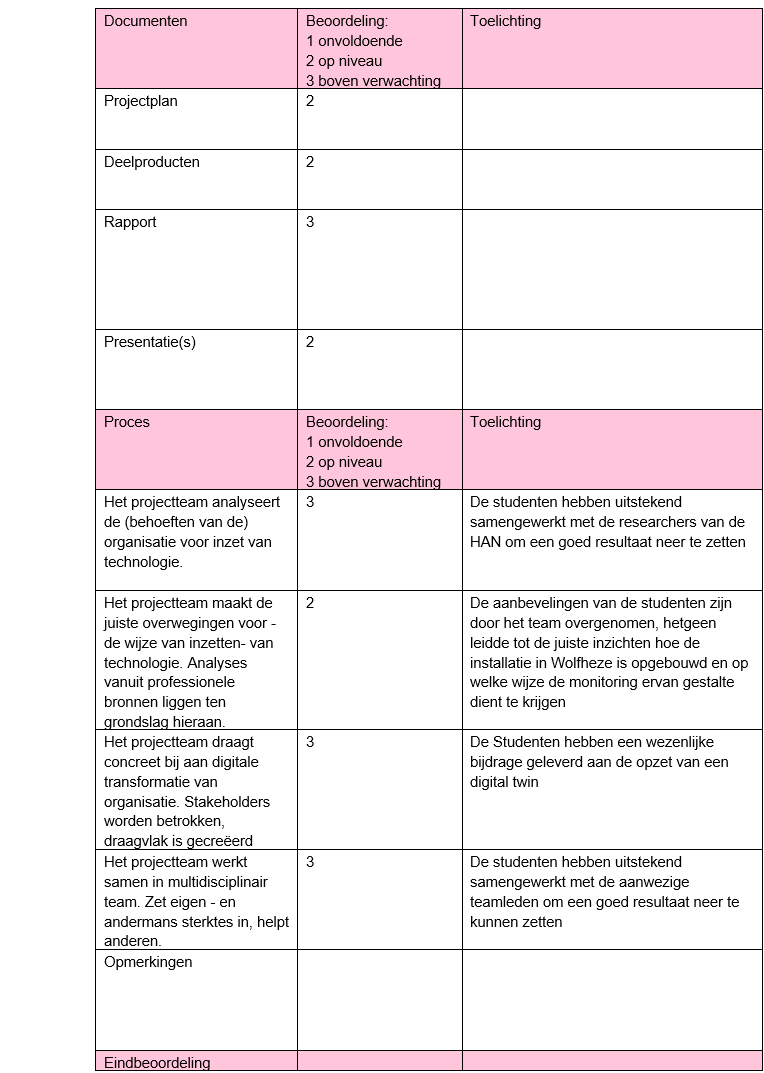 Documenten
Beoordeling:
1 onvoldoende
2 op niveau
3 boven verwachting
Toelichting
Projectplan
2
Deelproducten
2
Rapport
3
Presentatie(s)
2
Proces
Beoordeling:
1 onvoldoende
2 op niveau
3 boven verwachting
Toelichting
Het projectteam analyseert
de (behoeften van de)
organisatie voor inzet van
technologie.
3
De studenten hebben uitstekend
samengewerkt met de researchers van de
HAN om een goed resultaat neer te zetten
Het projectteam maakt de
juiste overwegingen voor -
de wijze van inzetten- van
technologie. Analyses
vanuit professionele
bronnen liggen ten
grondslag hieraan.
2
De aanbevelingen van de studenten zijn
door het team overgenomen, hetgeen
leidde tot de juiste inzichten hoe de
installatie in Wolfheze is opgebouwd en op
welke wijze de monitoring ervan gestalte
dient te krijgen
Het projectteam draagt
concreet bij aan digitale
transformatie van
organisatie. Stakeholders
worden betrokken,
draagvlak is gecreëerd
3
De Studenten hebben een wezenlijke
bijdrage geleverd aan de opzet van een
digital twin
Het projectteam werkt
samen in multidisciplinair
team. Zet eigen - en
andermans sterktes in, helpt
anderen.
3
De studenten hebben uitstekend
samengewerkt met de aanwezige
teamleden om een goed resultaat neer te
kunnen zetten
Opmerkingen
Eindbeoordeling